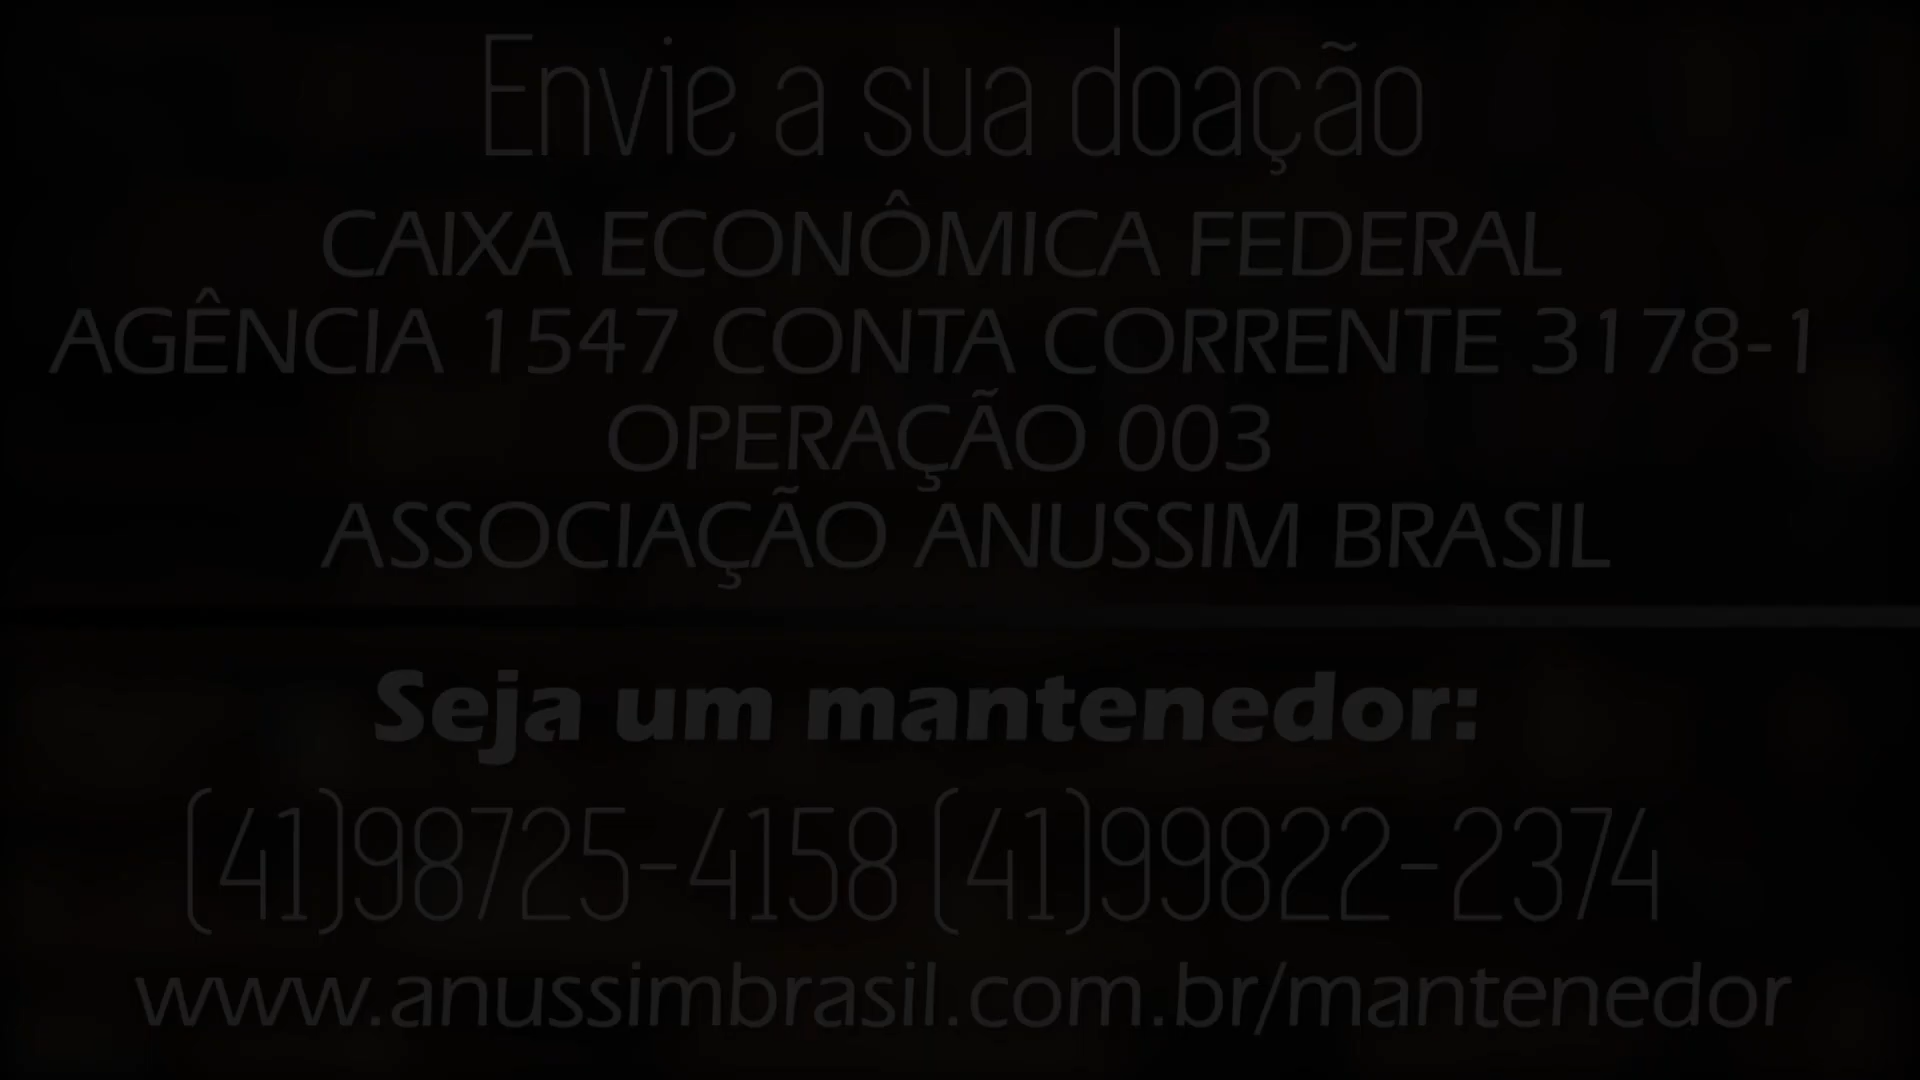 Envie a sua doação
CAIXA ECONÔMICA FEDERAL
AGÊNCIA 1547 CONTA CORRENTE 3178-1
OPERAÇÃO 003
ASSOCIAÇÃO ANUSSIM BRASIL
Seja um mantenedor:
(41)98725-4158 (41)99822-2374
www.anussimbrasil.com.br/mantenedor